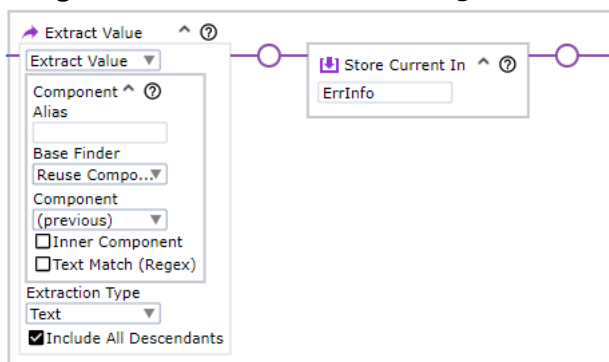 Extract Value
Extract Value
Component
Alias
Base Finder
Reuse Compo...
Component
(previous)
Inner Component
Text Match (Regex)
Extraction Type
Text
Include All Descendants
Store Current In
ErrInfo